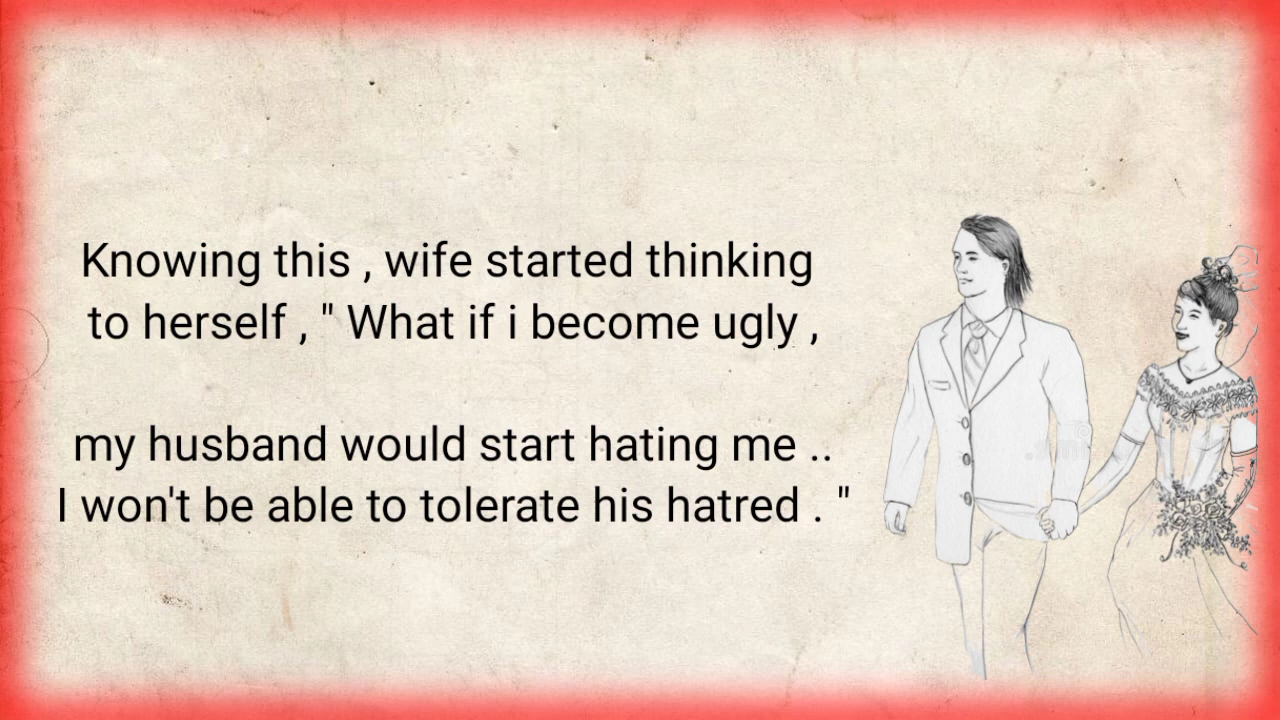 Knowing this , wife started thinking
to herself , " What if i become ugly ,
my husband would start hating me ..
I won't be able to tolerate his hatred . "